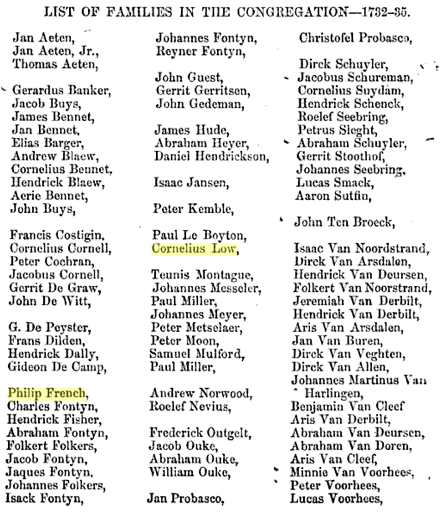 LIST OF FAMILIES IN THE CONGREGATION—1732-35.
Jan Aeten,
Jan Aeten, Jr.,
Thomas Aeten,
Gerardus Banker,
Jacob Buys,
James Bennet,
Jan Bennet,
Elias Barger,
Andrew Blaew,
Cornelius Bennet,
Hendrick Blaew,
Aerie Bennet,
John Buys,
Francis Costigin,
Cornelius Cornell,
Peter Cochran,
Jacobus Cornell,
Gerrit De Graw,
John De Witt,
G. De Peyster,
Frans Dilden,
Hendrick Dally,
Gideon De Camp,
Philip French,
Charles Fontyn,
Hendrick Fisher,
Abraham Fontyn,
Folkert Folkers,
Jacob Fontyn,
Jaques Fontyn,
Johannes Folkers,
Isack Fontyn,
Johannes Fontyn,
Reyner Fontyn,
John Guest,
Gerrit Gerritsen,
John Gedeman,
James Hude,
Abraham Heyer,
Daniel Hendrickson,
Isaac Jansen,
Peter Kemble,
Paul Le Boyton,
Cornelius Low,
Teunis Montague,
Johannes Messeler,
Paul Miller,
Johannes Meyer,
Peter Metselaer,
Peter Moon,
Samuel Mulford,
Paul Miller,
Andrew Norwood,
Roelef Nevius,
Frederick Outgelt,
Jacob Ouke,
Abraham Ouke,
William Ouke,
Jan Probasco,
Christofel Probasco,
Dirck Schuyler,
Jacobus Schureman,
Cornelius Suydam,
Hendrick Schenck,
Roelef Seebring,
Petrus Sleght,
Abraham Schuyler,
Gerrit Stoothof,
Johannes Seebring,
Lucas Smack,
Aaron Sutfin,
John Ten Broeck,
Isaac Van Noordstrand,
Dirck Van Arsdalen,
Hendrick Van Deursen,
Folkert Van Noorstrand,
Jeremiah Van Derbilt,
Hendrick Van Derbilt,
Aris Van Arsdalen,
Jan Van Buren,
Dirck Van Veghten,
Dirck Van Allen,
Johannes Martinus Van
Harlingen,
Benjamin Van Cleef
Aris Van Derbilt,
Abraham Van Deursen,
Abraham Van Doren,
Aris Van Cleef,
Minnie Van Voorhees,
Peter Voorhees,
Lucas Voorhees,